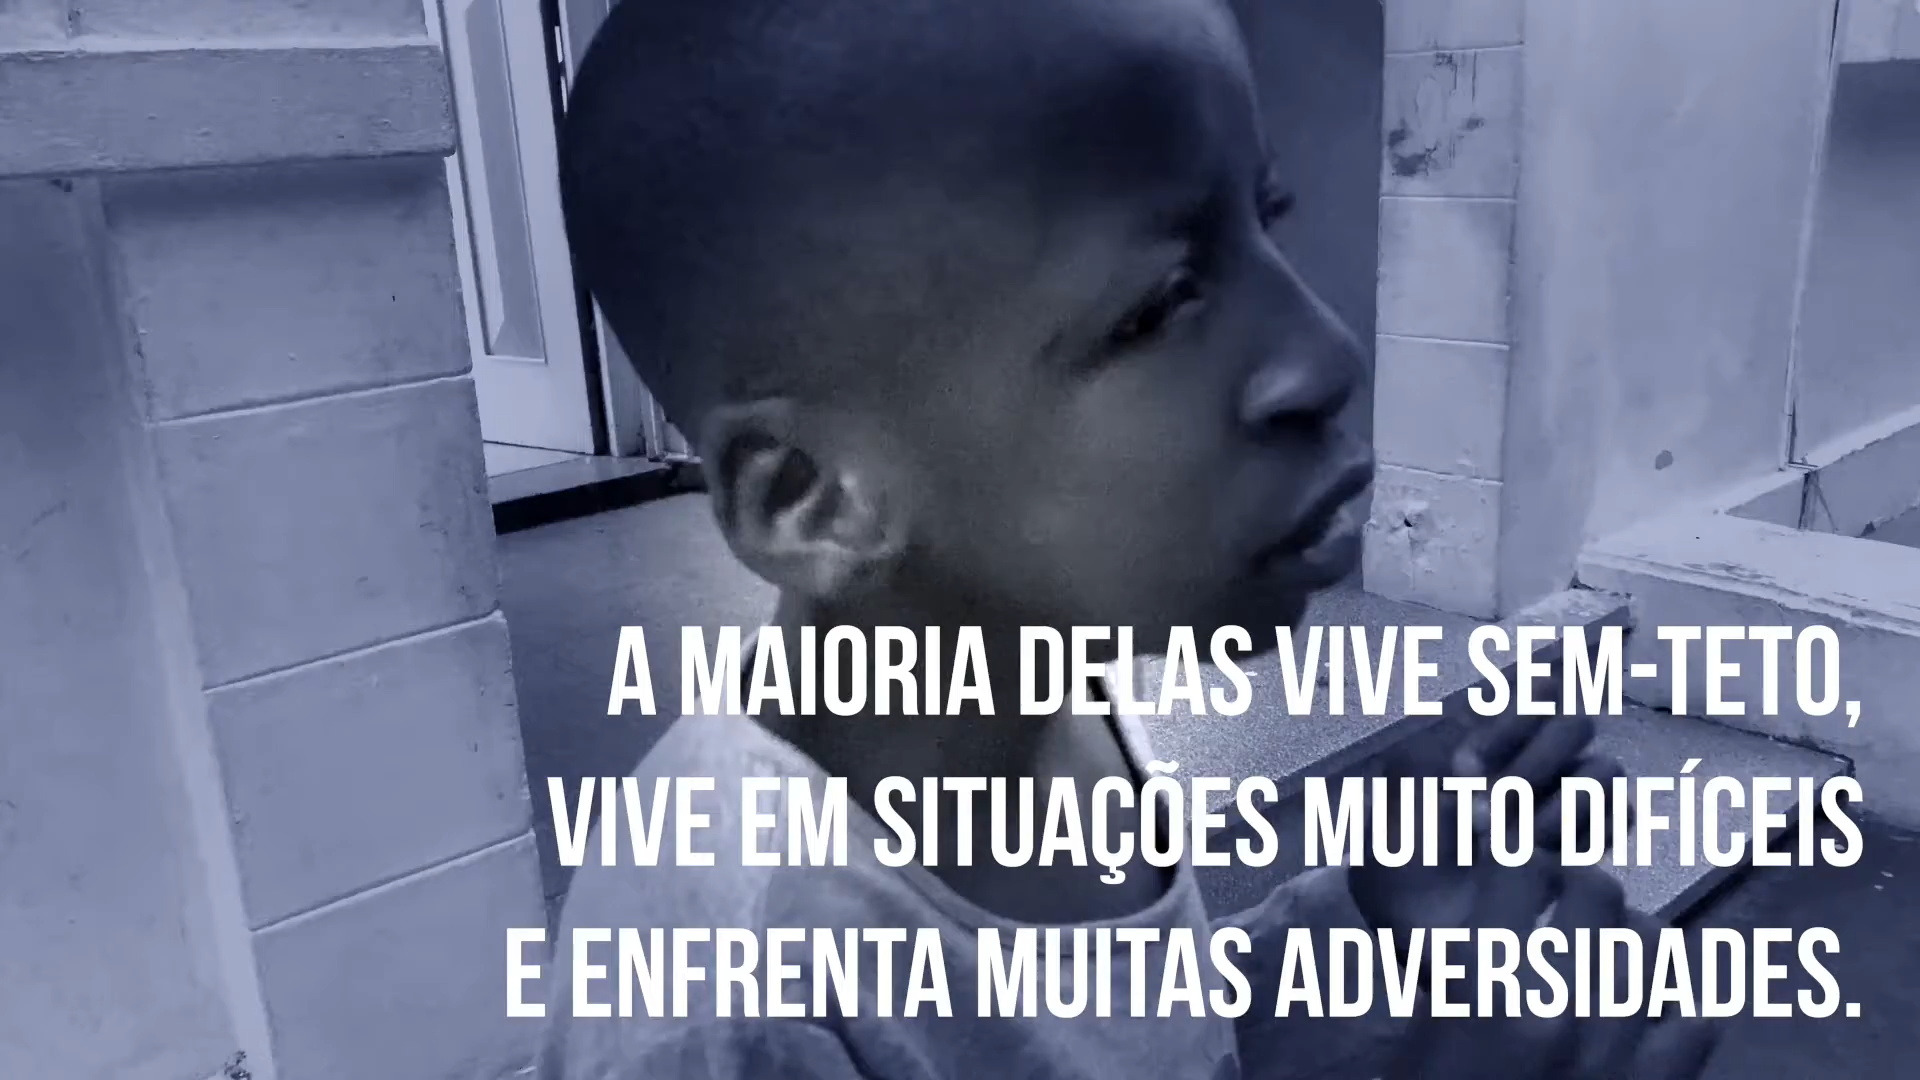 A MAIORIA DELAS VIVE SEM-TETO,
VIVE EM SITUAÇÕES MUITO DIFÍCEIS
E ENFRENTA MUITAS ADVERSIDADES.